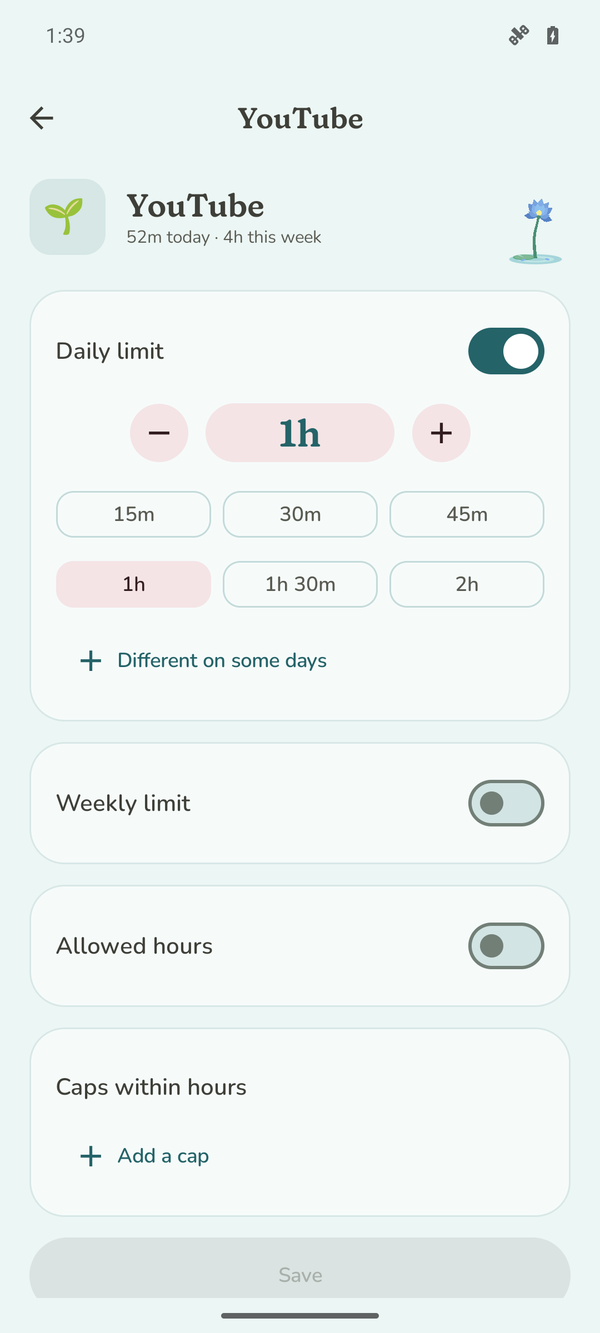 1:39
YouTube
YouTube
52m today · 4h this week
Daily limit
1h
15m 30m 45m
1h 1h 30m 2h
Different on some days
Weekly limit
Allowed hours
Caps within hours
Add a cap
Save